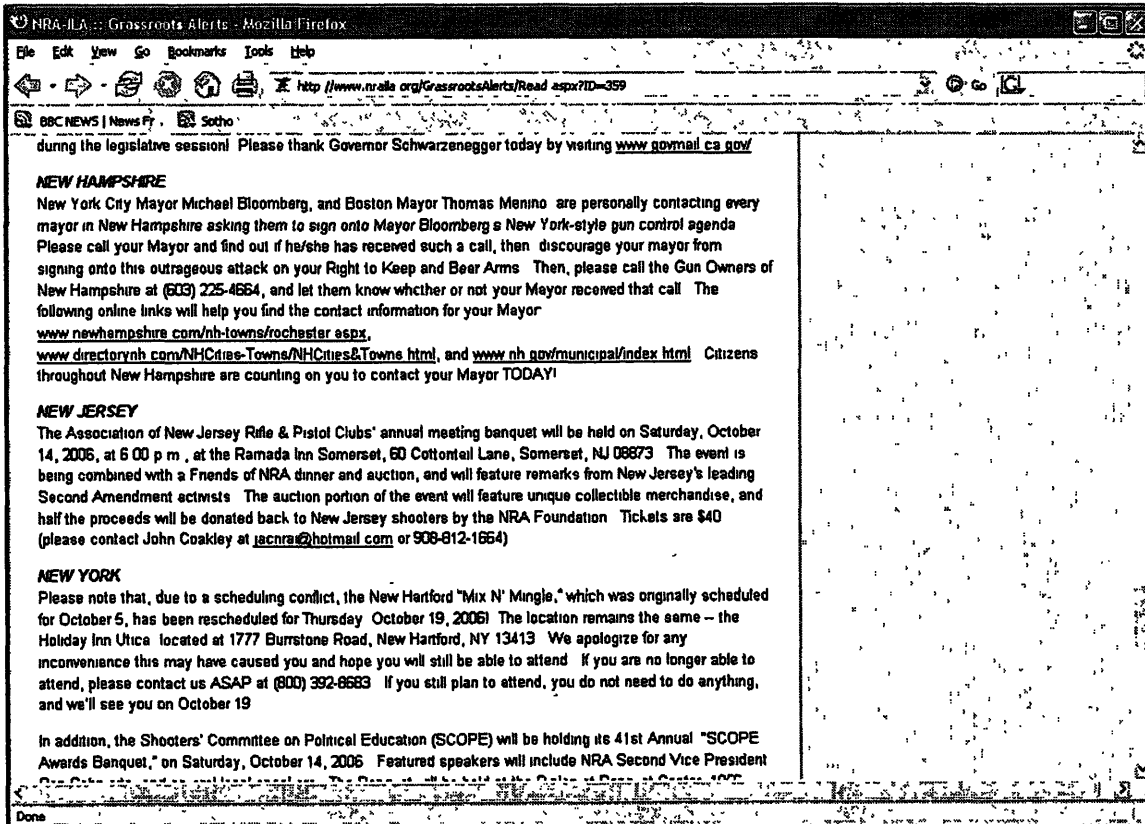 NRA-ILA :: Grassroots Alerts - Mozilla Firefox
File Edit View Go Bookmarks Tools Help
http //www.nraila org/GrassrootsAlerts/Read aspx?ID=359 Go
BBC NEWS | News Fr Sotho
during the legislative session! Please thank Governor Schwarzenegger today by visiting www govmail ca gov/
NEW HAMPSHIRE
New York City Mayor Michael Bloomberg, and Boston Mayor Thomas Menino are personally contacting every
mayor in New Hampshire asking them to sign onto Mayor Bloomberg s New York-style gun control agenda
Please call your Mayor and find out if he/she has received such a call, then discourage your mayor from
signing onto this outrageous attack on your Right to Keep and Bear Arms Then, please call the Gun Owners of
New Hampshire at (603) 225-4664, and let them know whether or not your Mayor received that call The
following online links will help you find the contact information for your Mayor
www newhampshire com/nh-towns/rochester aspx,
www directorynh com/NHCities-Towns/NHCities&Towns html, and www nh gov/municipal/index html Citizens
throughout New Hampshire are counting on you to contact your Mayor TODAY!
NEW JERSEY
The Association of New Jersey Rifle & Pistol Clubs' annual meeting banquet will be held on Saturday, October
14, 2006, at 6 00 p m , at the Ramada Inn Somerset, 60 Cottontail Lane, Somerset, NJ 08873 The event is
being combined with a Friends of NRA dinner and auction, and will feature remarks from New Jersey's leading
Second Amendment activists The auction portion of the event will feature unique collectible merchandise, and
half the proceeds will be donated back to New Jersey shooters by the NRA Foundation Tickets are $40
(please contact John Coakley at jacnrai@hotmail com or 908-812-1664)
NEW YORK
Please note that, due to a scheduling conflict, the New Hartford "Mix N' Mingle," which was originally scheduled
for October 5, has been rescheduled for Thursday October 19, 2006! The location remains the same – the
Holiday Inn Utica located at 1777 Burrstone Road, New Hartford, NY 13413 We apologize for any
inconvenience this may have caused you and hope you will still be able to attend If you are no longer able to
attend, please contact us ASAP at (800) 392-8683 If you still plan to attend, you do not need to do anything,
and we'll see you on October 19
In addition, the Shooters' Committee on Political Education (SCOPE) will be holding its 41st Annual "SCOPE
Awards Banquet," on Saturday, October 14, 2006 Featured speakers will include NRA Second Vice President
Done